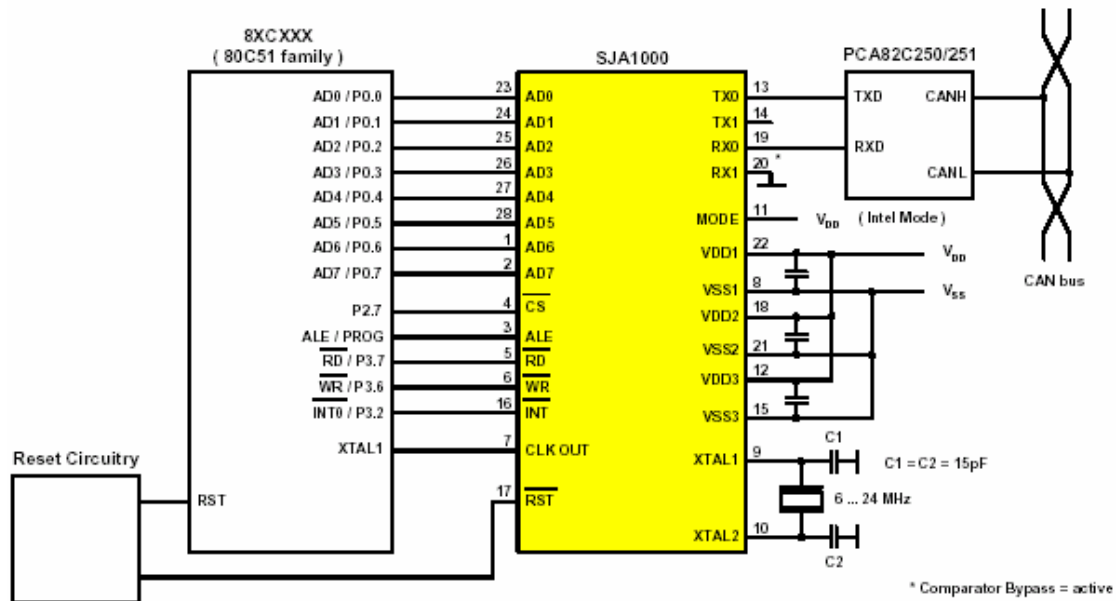 8XCXXX
( 80C51 family )
SJA1000
PCA82C250/251
AD0 / P0.0
AD1 / P0.1
AD2 / P0.2
AD3 / P0.3
AD4 / P0.4
AD5 / P0.5
AD6 / P0.6
AD7 / P0.7
P2.7
ALE / PROG
RD / P3.7
WR / P3.6
INT0 / P3.2
XTAL1
RST
23
24
25
26
27
28
1
2
4
3
5
6
16
7
17
AD0
AD1
AD2
AD3
AD4
AD5
AD6
AD7
CS
ALE
RD
WR
INT
CLK OUT
RST
TX0
TX1
RX0
RX1
MODE
VDD1
VSS1
VDD2
VSS2
VDD3
VSS3
XTAL1
XTAL2
13
14
19
20 *
11
22
8
18
21
12
15
9
10
TXD
RXD
CANH
CANL
VDD ( Intel Mode )
VDD
VSS
CAN bus
C1
C1 = C2 = 15pF
6 ... 24 MHz
C2
Reset Circuitry
* Comparator Bypass = active